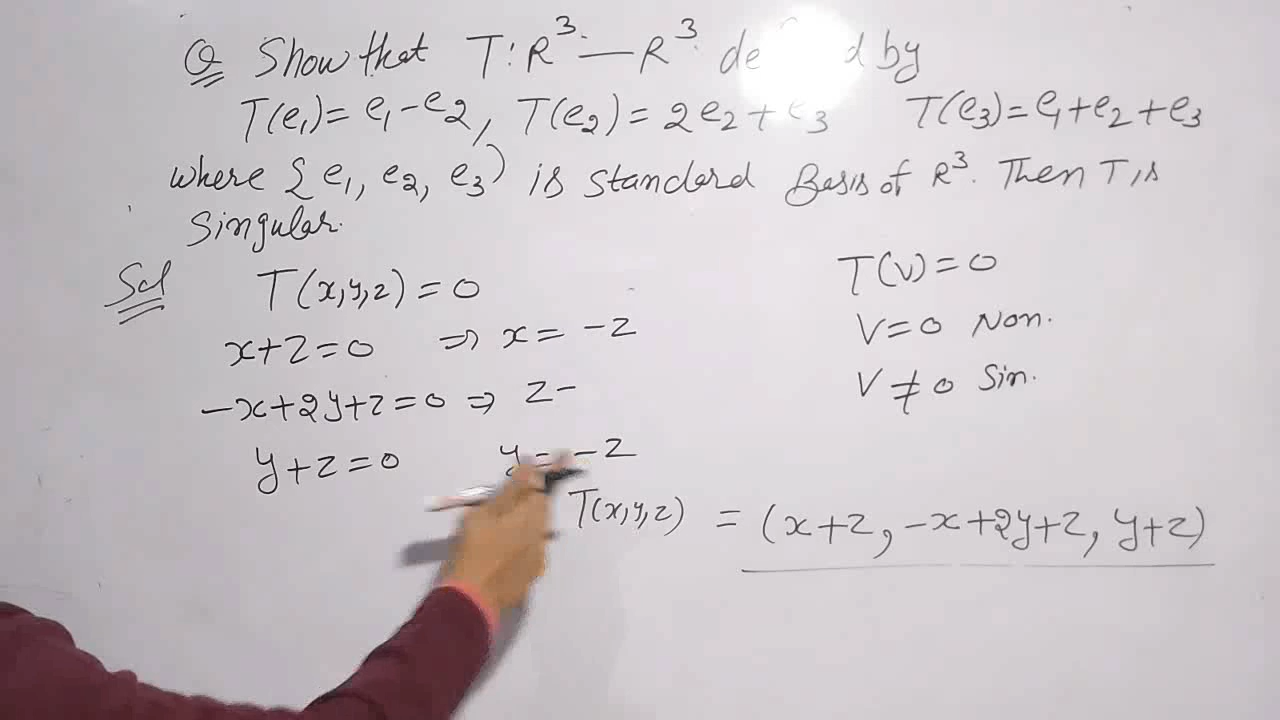 Q Show that T: R³ — R³ de d by
T(e₁) = e₁ - e₂, T(e₂) = 2e₂ + e₃ T(e₃) = e₁ + e₂ + e₃
where {e₁, e₂, e₃) is standard Basis of R³. Then T is
Singular.
Sol T(x,y,z) = 0
x+z=0 ⇒ x = -z
-x+2y+z=0 ⇒ z-
y+z=0 y = -z
T(v) = 0
V=0 Non.
V≠0 Sin.
T(x,y,z) = (x+z, -x+2y+z, y+z)